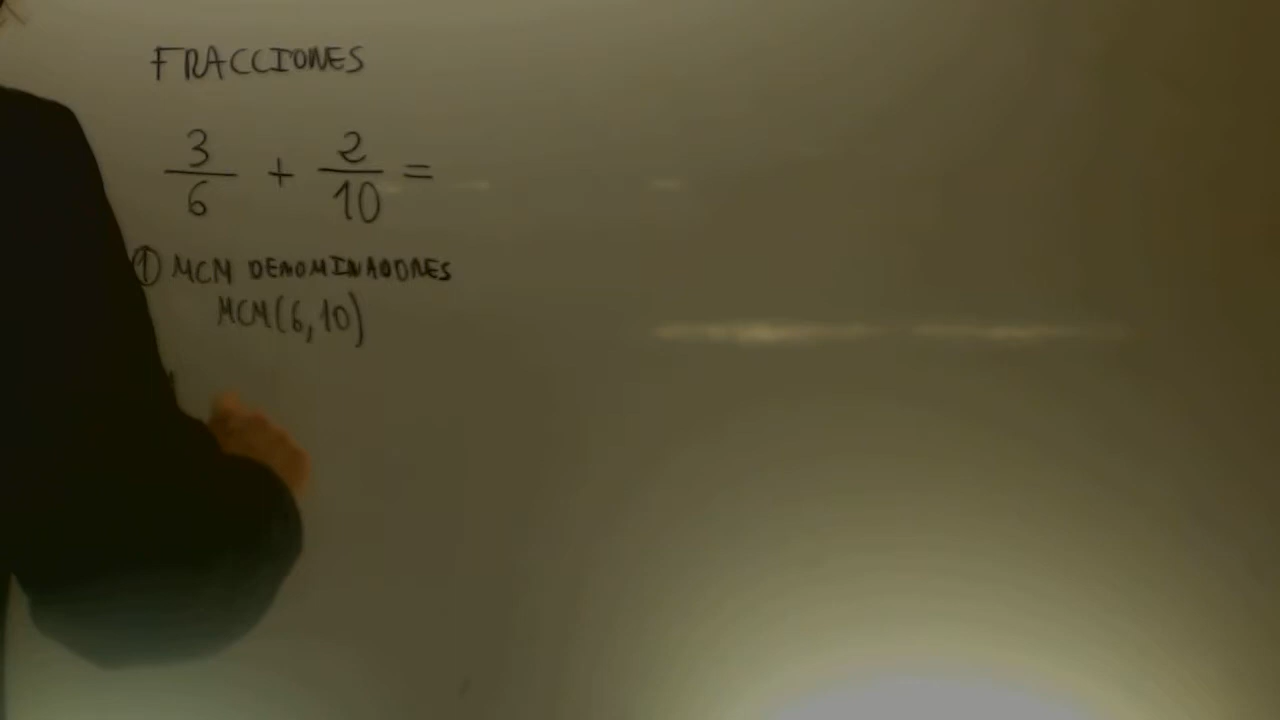 FRACCIONES
3/6 + 2/10 =
① MCM DENOMINADORES
MCM(6,10)